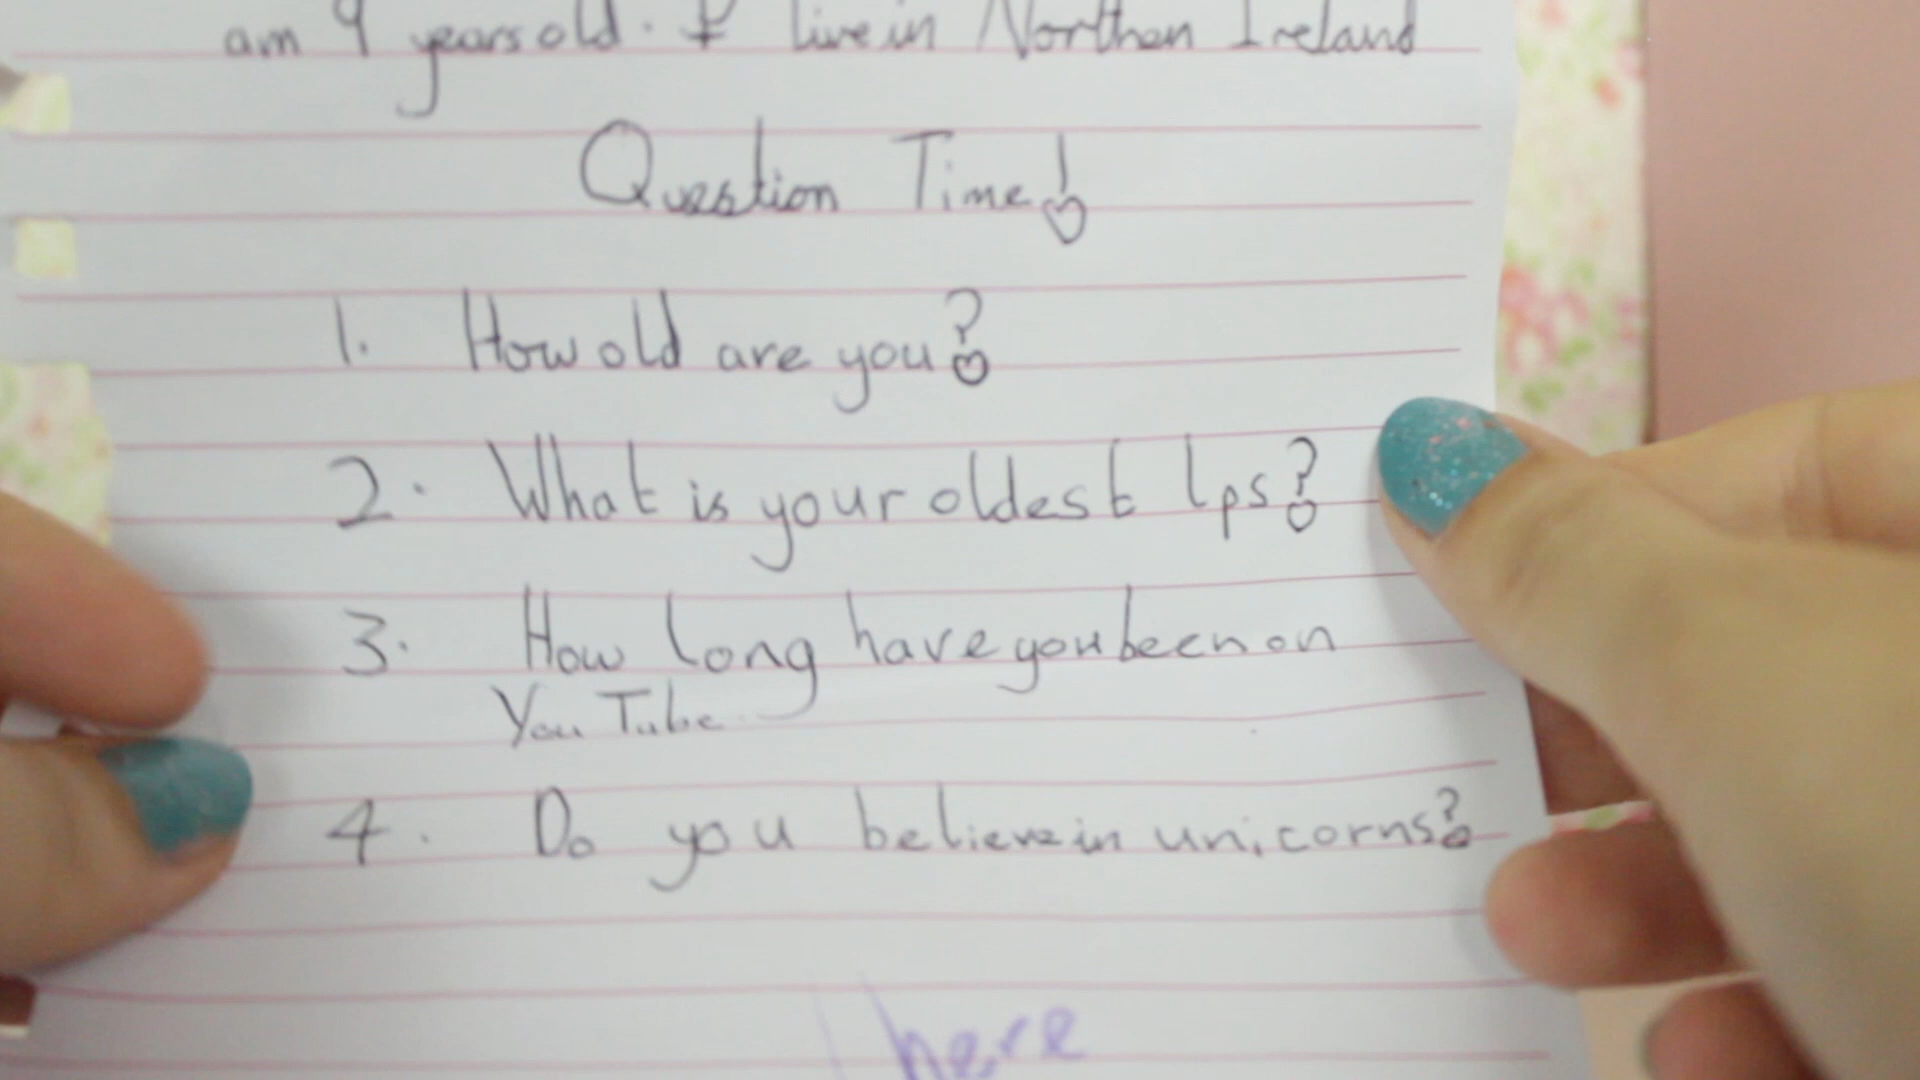 am 9 years old. I live in Northen Ireland
Question Time!
1. How old are you?
2. What is your oldest lps?
3. How long have you been on
YouTube
4. Do you believe in unicorns?
here